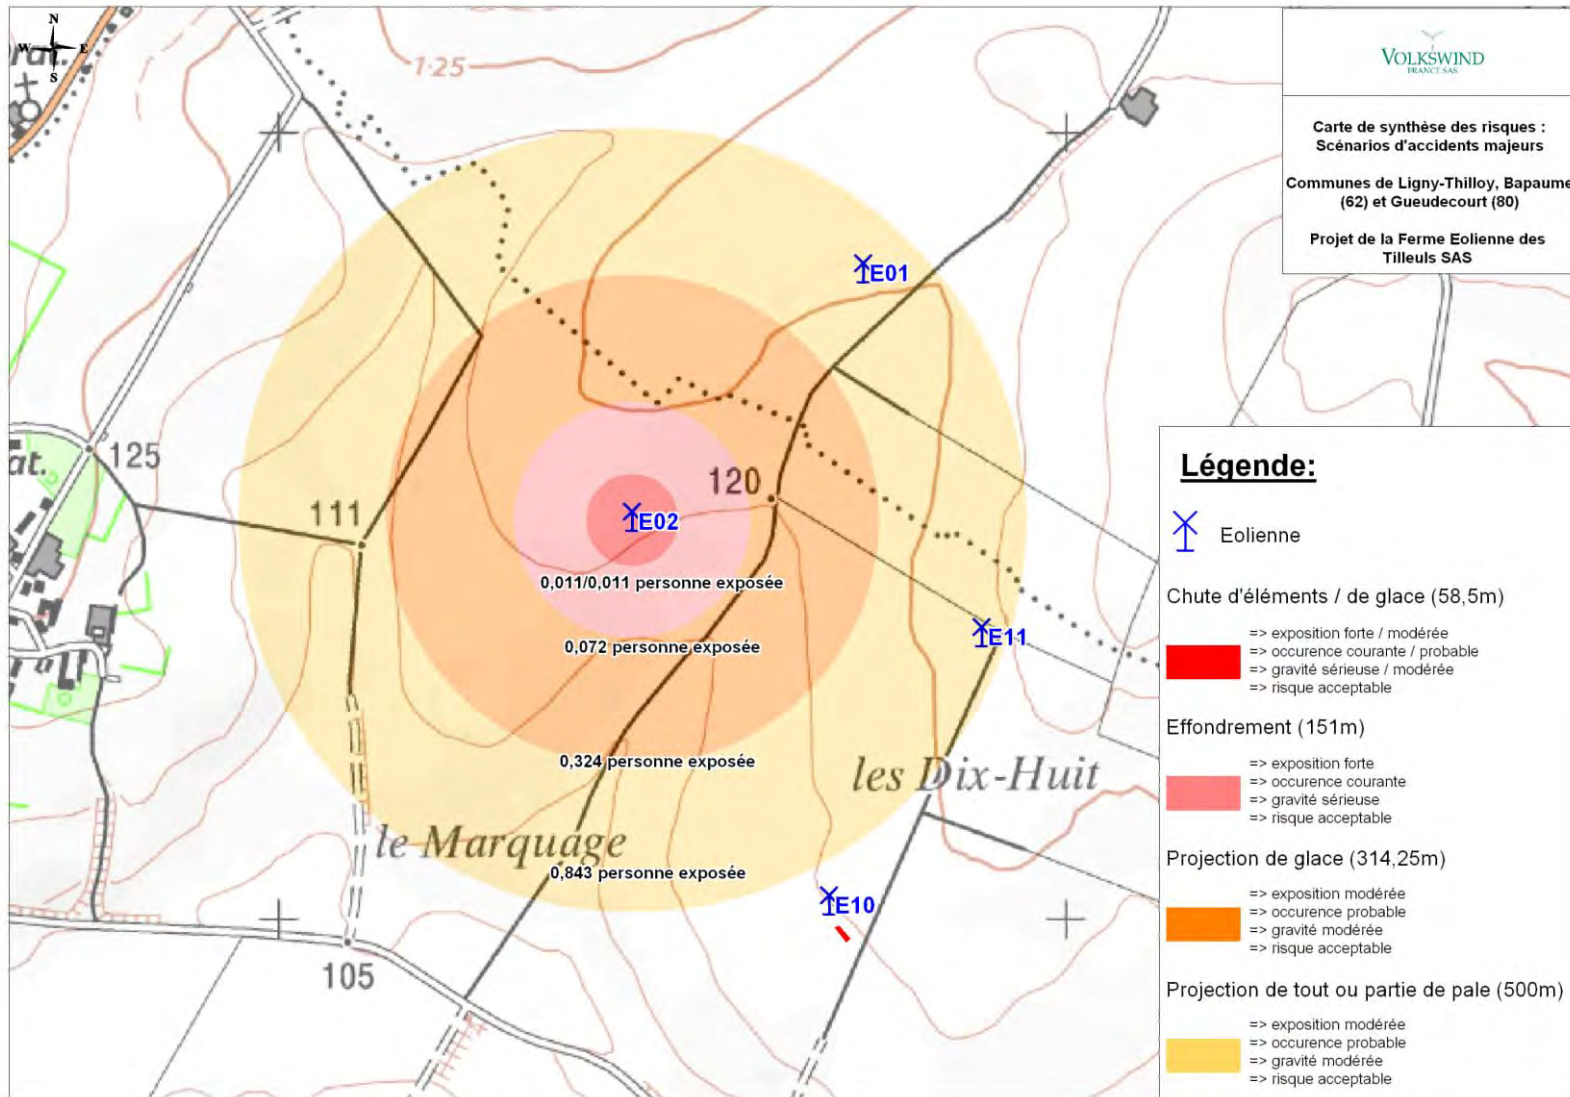 N
W
E
S
rat.
125
VOLKSWIND
FRANCE SAS
Carte de synthèse des risques :
Scénarios d'accidents majeurs
Communes de Ligny-Thilloy, Bapaume
(62) et Gueudecourt (80)
Projet de la Ferme Eolienne des
Tilleuls SAS
E01
125
at.
111
120
E02
0,011/0,011 personne exposée
0,072 personne exposée
E11
0,324 personne exposée
les Dix-Huit
le Marquage
0,843 personne exposée
E10
105
Légende:
Eolienne
Chute d'éléments / de glace (58,5m)
=> exposition forte / modérée
=> occurence courante / probable
=> gravité sérieuse / modérée
=> risque acceptable
Effondrement (151m)
=> exposition forte
=> occurence courante
=> gravité sérieuse
=> risque acceptable
Projection de glace (314,25m)
=> exposition modérée
=> occurence probable
=> gravité modérée
=> risque acceptable
Projection de tout ou partie de pale (500m)
=> exposition modérée
=> occurence probable
=> gravité modérée
=> risque acceptable